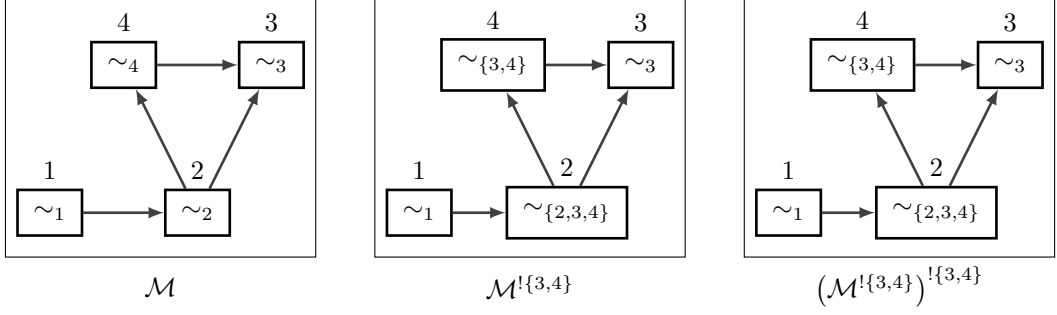 4 3 4 3 4 3
∼₄ ∼₃ ∼_{3,4} ∼₃ ∼_{3,4} ∼₃
1 2 1 2 1 2
∼₁ ∼₂ ∼₁ ∼_{2,3,4} ∼₁ ∼_{2,3,4}
ℳ ℳ^{!{3,4}} (ℳ^{!{3,4}})^{!{3,4}}